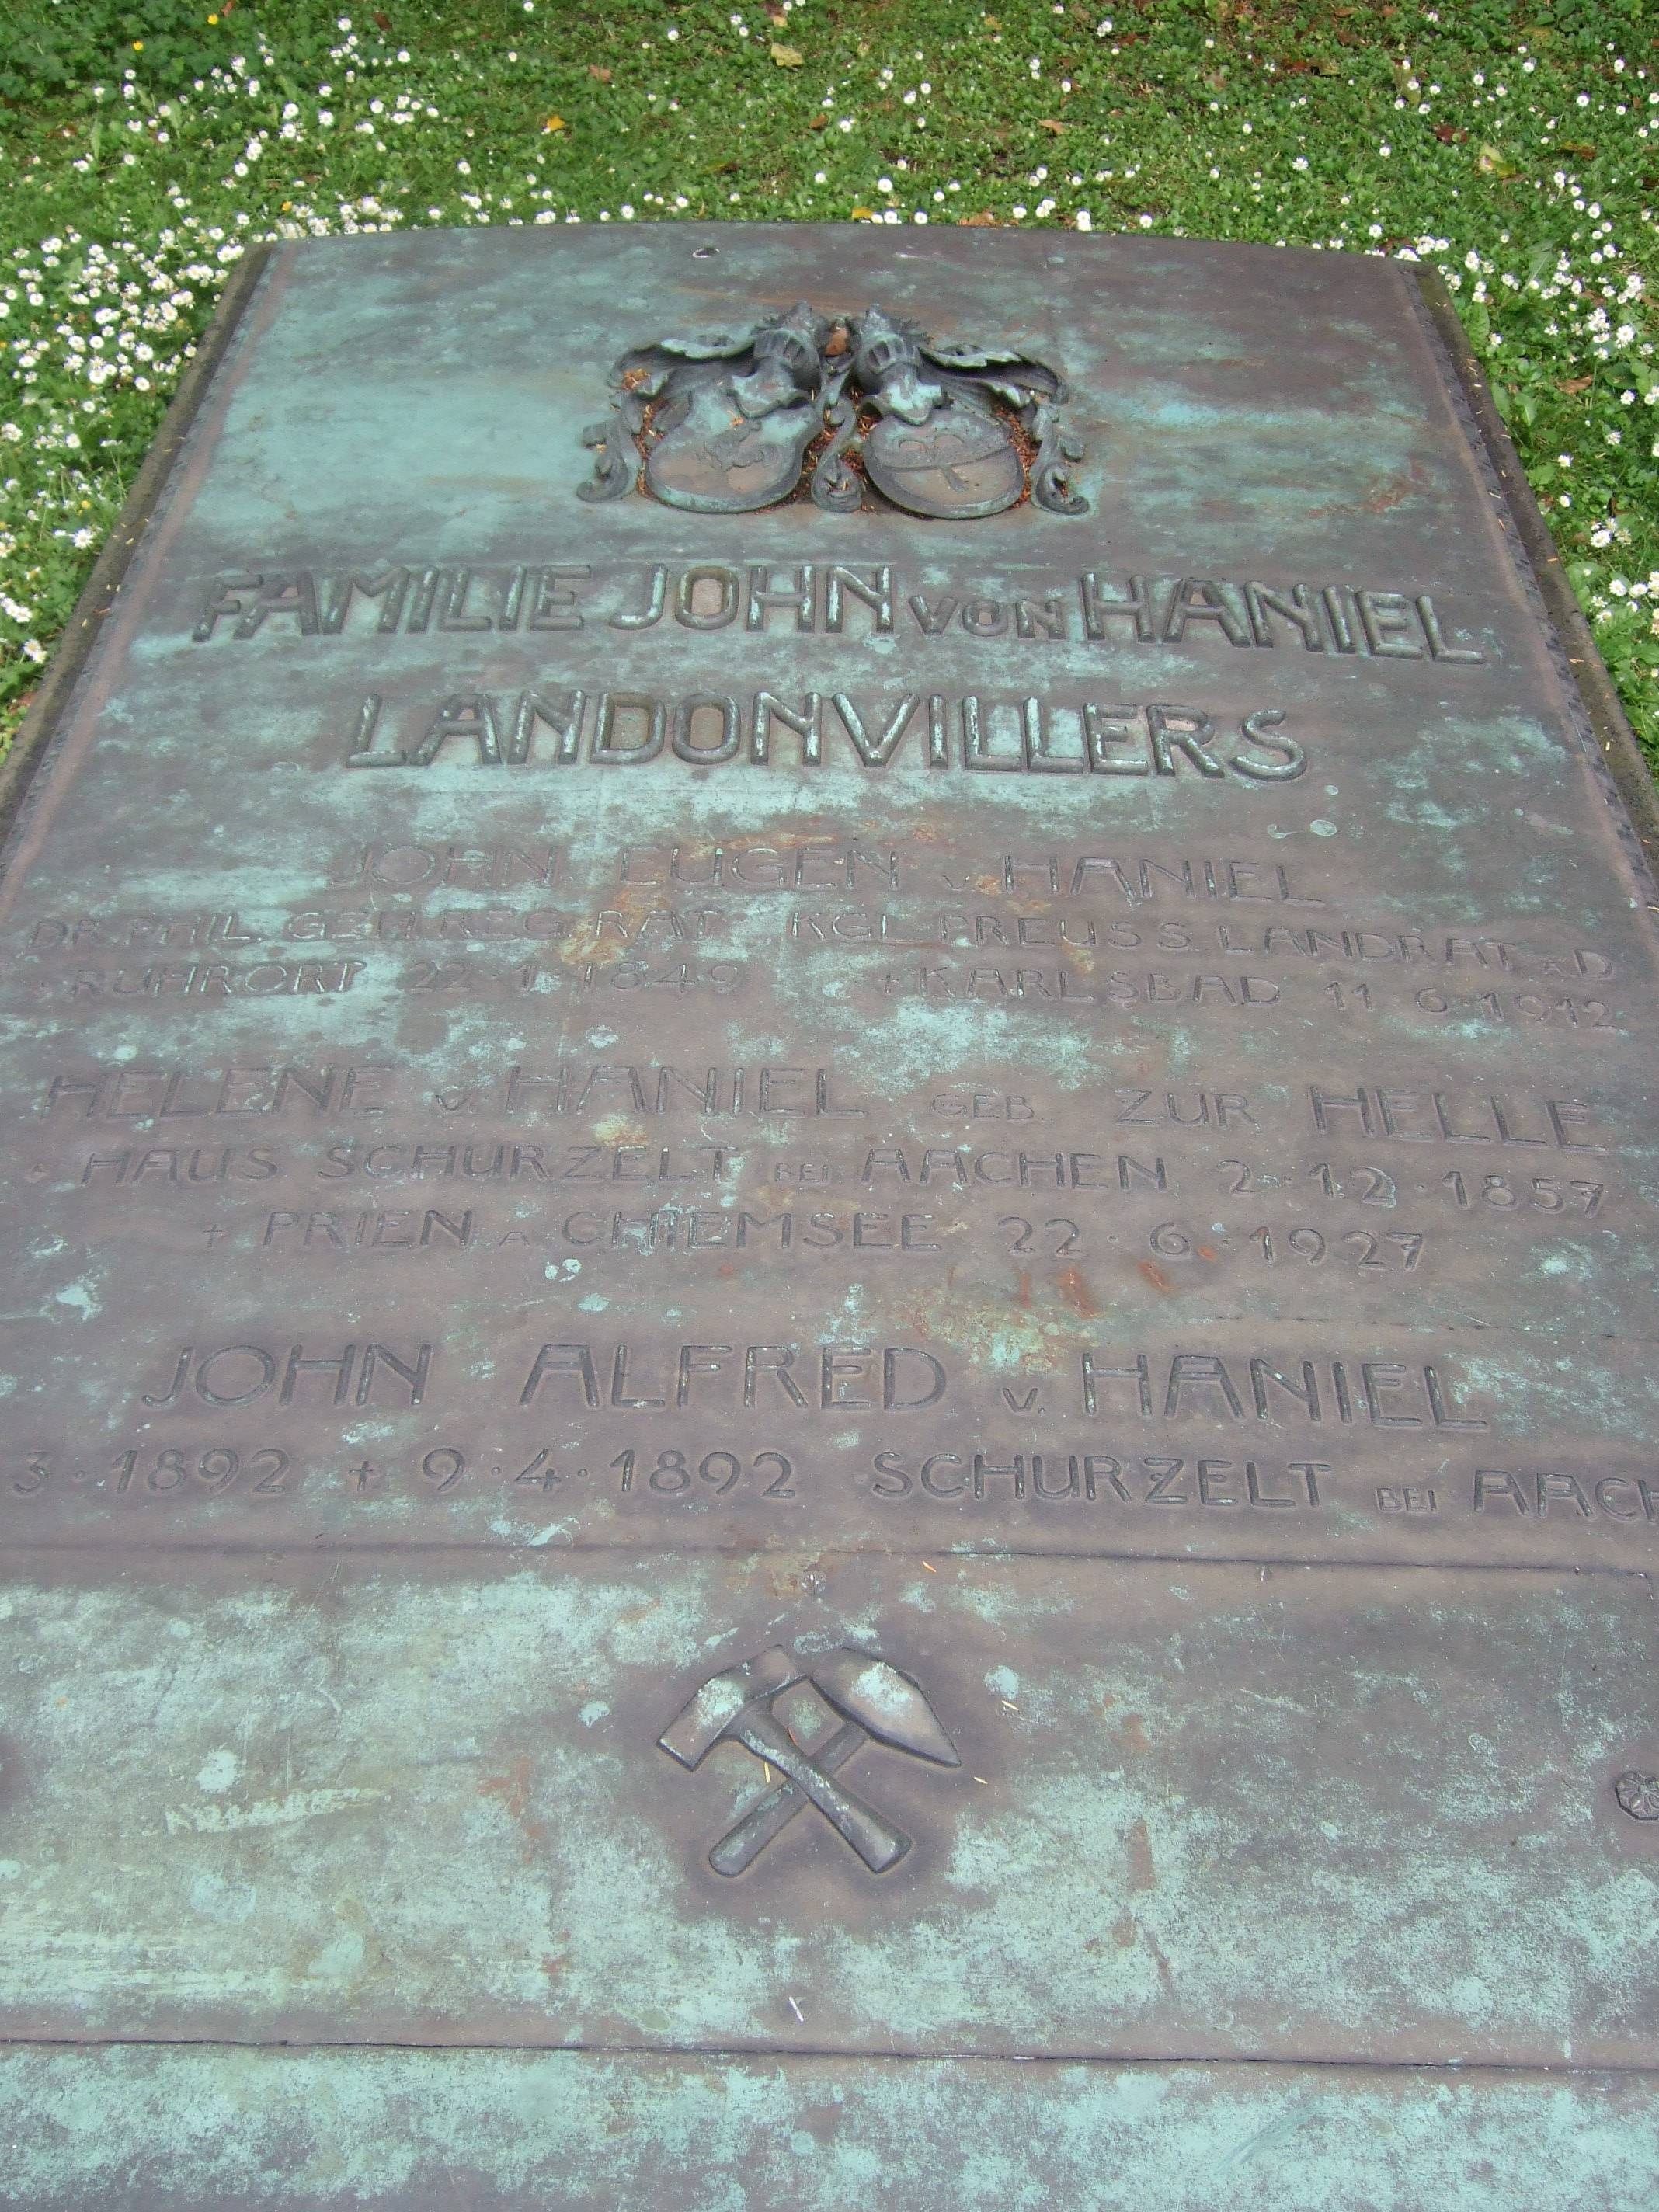 FAMILIE JOHN VON HANIEL
LANDONVILLERS
JOHN EUGEN V. HANIEL
DR. PHIL. GEH. REG. RAT KGL. PREUSS. LANDRAT A D
* RUHRORT 22 · 1 · 1849 + KARLSBAD 11 · 6 · 1912
HELENE V. HANIEL GEB. ZUR HELLE
* HAUS SCHURZELT BEI AACHEN 2 · 12 · 1857
+ PRIEN A CHIEMSEE 22 · 6 · 1927
JOHN ALFRED V. HANIEL
3 · 1892 + 9 · 4 · 1892 SCHURZELT BEI AACH